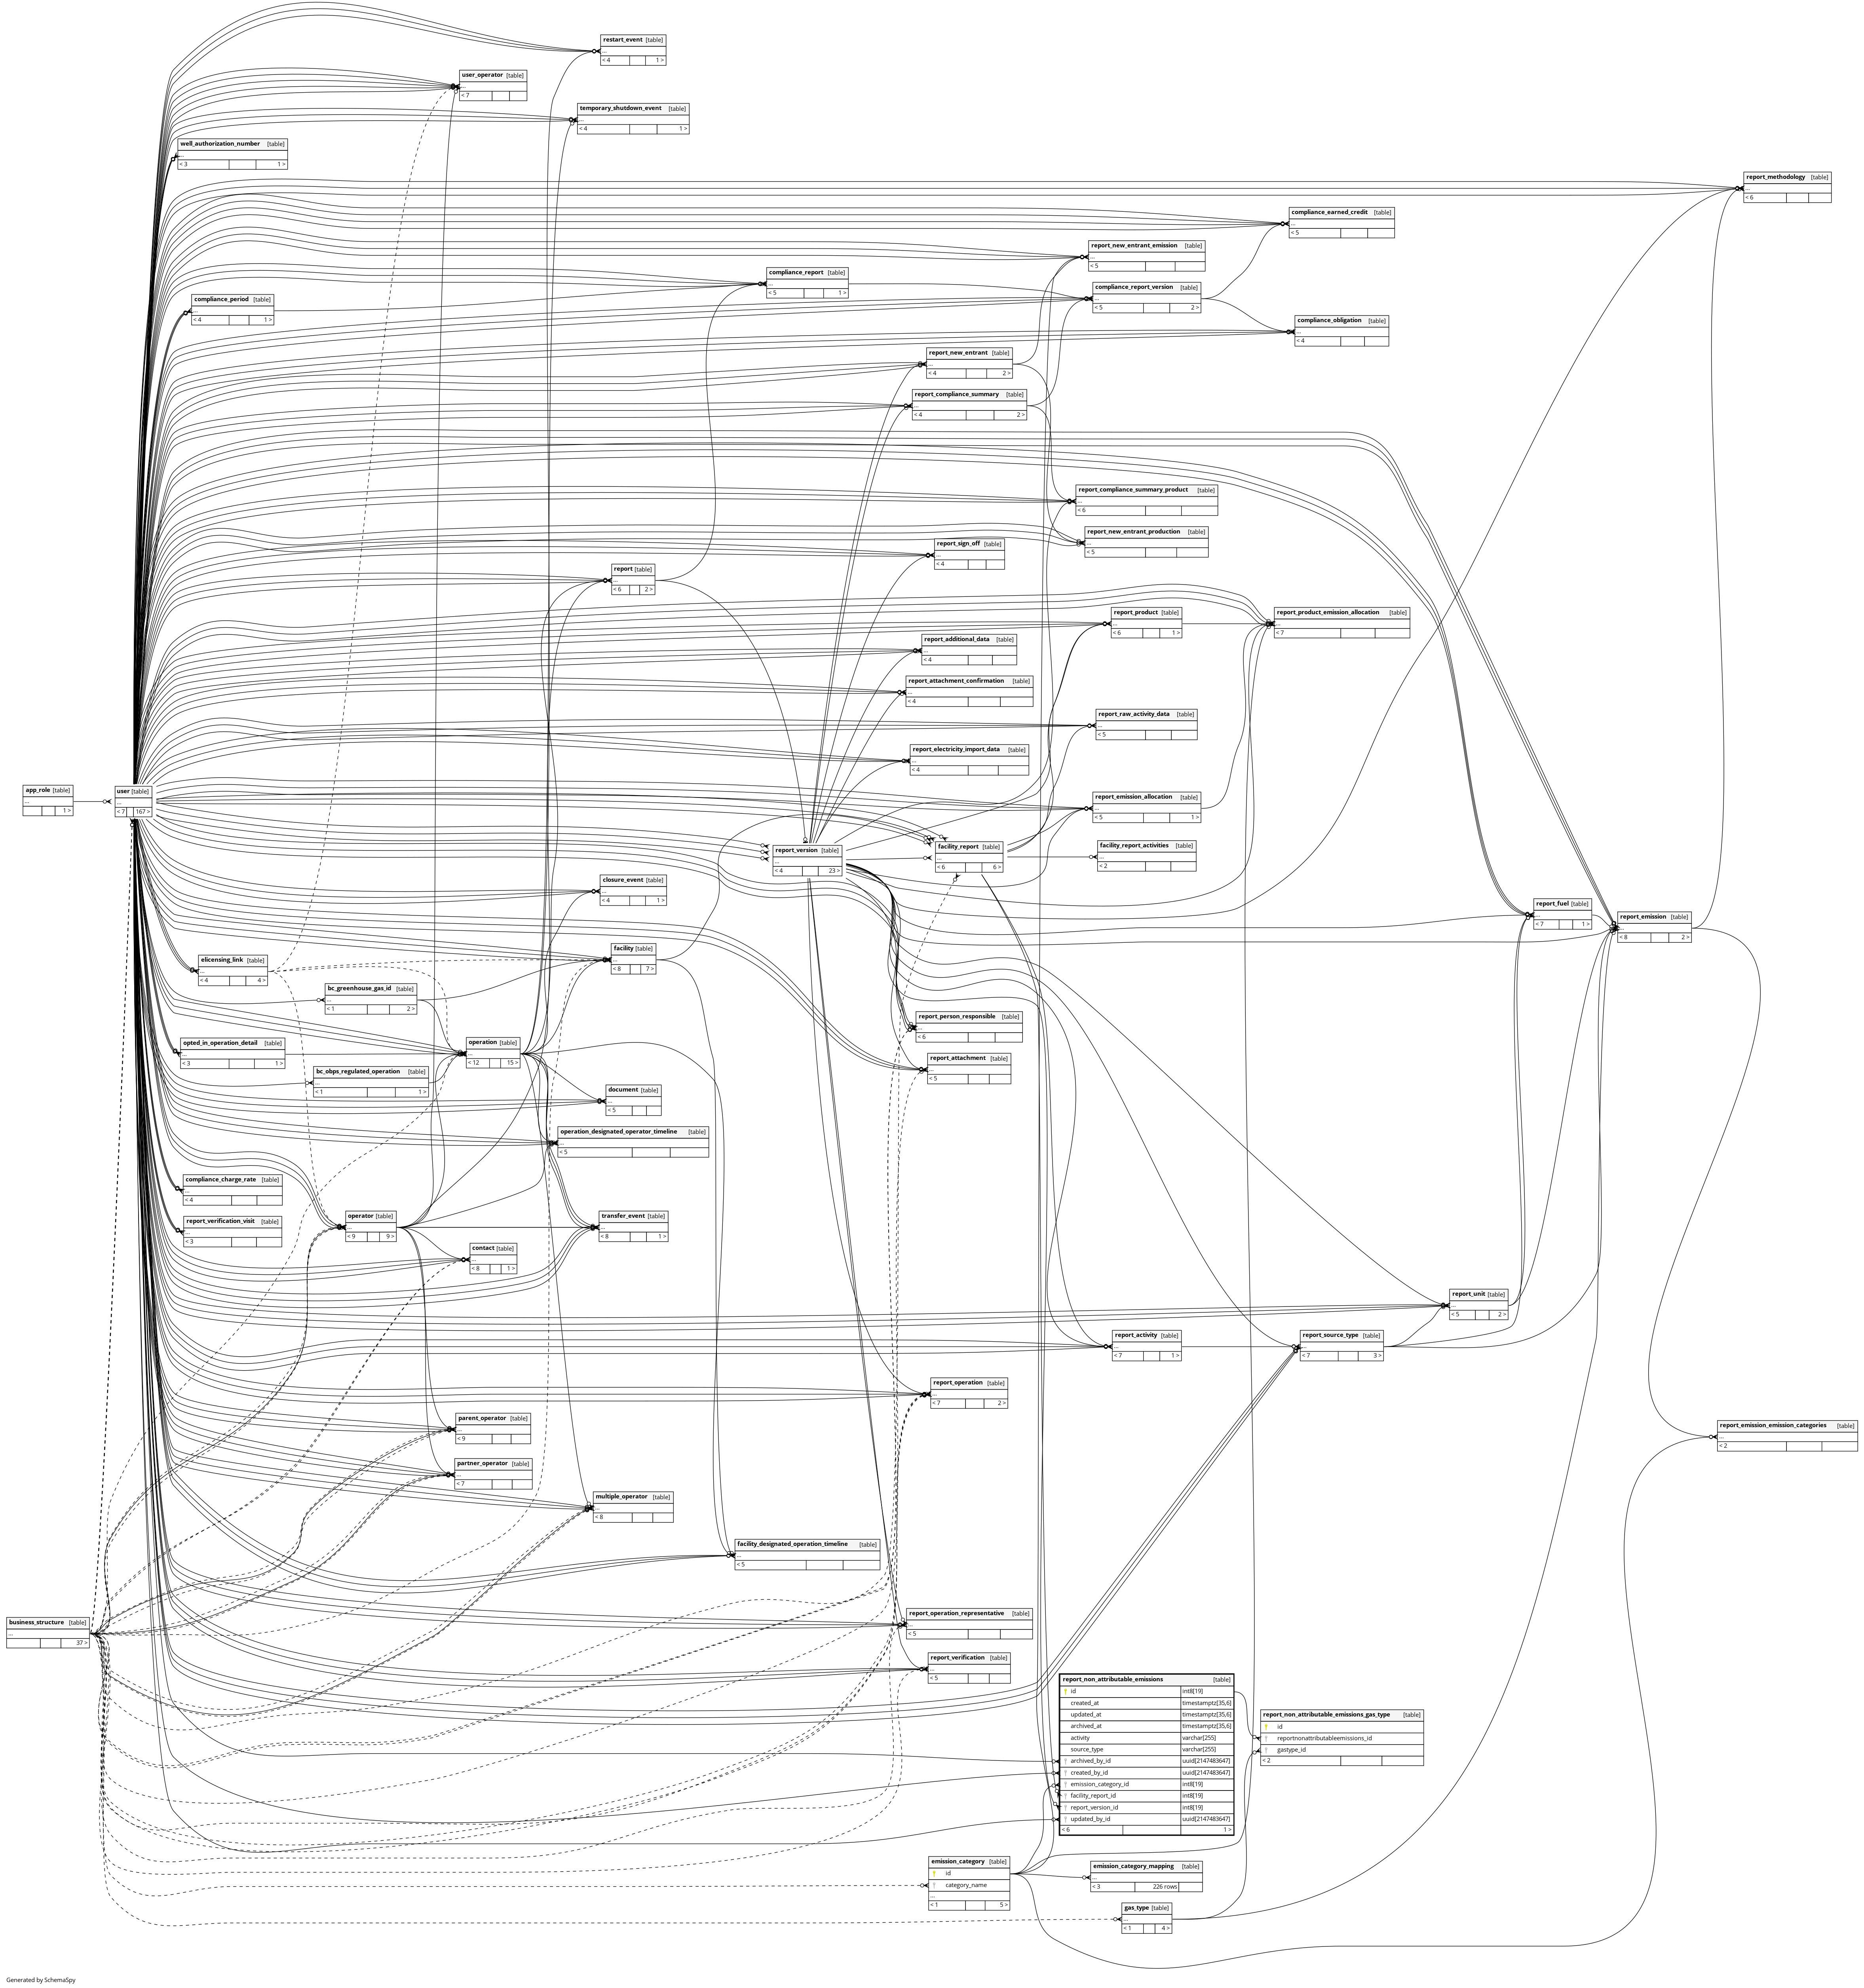 restart_event [table]
...
< 4 1 >
user_operator [table]
...
< 7
temporary_shutdown_event [table]
...
< 4 1 >
well_authorization_number [table]
...
< 3 1 >
report_methodology [table]
...
< 6
compliance_earned_credit [table]
...
< 5
report_new_entrant_emission [table]
...
< 5
compliance_report [table]
...
< 5 1 >
compliance_report_version [table]
...
< 5 2 >
compliance_period [table]
...
< 4 1 >
compliance_obligation [table]
...
< 4
report_new_entrant [table]
...
< 4 2 >
report_compliance_summary [table]
...
< 4 2 >
report_compliance_summary_product [table]
...
< 6
report_new_entrant_production [table]
...
< 5
report_sign_off [table]
...
< 4
report [table]
...
< 6 2 >
report_product [table]
...
< 6 1 >
report_product_emission_allocation [table]
...
< 7
report_additional_data [table]
...
< 4
report_attachment_confirmation [table]
...
< 4
report_raw_activity_data [table]
...
< 5
report_electricity_import_data [table]
...
< 4
app_role [table]
...
1 >
user [table]
...
< 7 167 >
report_emission_allocation [table]
...
< 5 1 >
report_version [table]
...
< 4 23 >
facility_report [table]
...
< 6 6 >
facility_report_activities [table]
...
< 2
closure_event [table]
...
< 4 1 >
report_fuel [table]
...
< 7 1 >
report_emission [table]
...
< 8 2 >
facility [table]
...
< 8 7 >
elicensing_link [table]
...
< 4 4 >
bc_greenhouse_gas_id [table]
...
< 1 2 >
report_person_responsible [table]
...
< 6
opted_in_operation_detail [table]
...
< 3 1 >
operation [table]
...
< 12 15 >
report_attachment [table]
...
< 5
bc_obps_regulated_operation [table]
...
< 1 1 >
document [table]
...
< 5
operation_designated_operator_timeline [table]
...
< 5
compliance_charge_rate [table]
...
< 4
report_verification_visit [table]
...
< 3
operator [table]
...
< 9 9 >
transfer_event [table]
...
< 8 1 >
contact [table]
...
< 8 1 >
report_unit [table]
...
< 5 2 >
report_activity [table]
...
< 7 1 >
report_source_type [table]
...
< 7 3 >
report_operation [table]
...
< 7 2 >
parent_operator [table]
...
< 9
report_emission_emission_categories [table]
...
< 2
partner_operator [table]
...
< 7
multiple_operator [table]
...
< 8
facility_designated_operation_timeline [table]
...
< 5
business_structure [table]
...
37 >
report_operation_representative [table]
...
< 5
report_verification [table]
...
< 5
report_non_attributable_emissions [table]
id int8[19]
created_at timestamptz[35,6]
updated_at timestamptz[35,6]
archived_at timestamptz[35,6]
activity varchar[255]
source_type varchar[255]
archived_by_id uuid[2147483647]
created_by_id uuid[2147483647]
emission_category_id int8[19]
facility_report_id int8[19]
report_version_id int8[19]
updated_by_id uuid[2147483647]
< 6 1 >
report_non_attributable_emissions_gas_type [table]
id
reportnonattributableemissions_id
gastype_id
< 2
emission_category [table]
id
category_name
...
< 1 5 >
emission_category_mapping [table]
...
< 3 226 rows
gas_type [table]
...
< 1 4 >
Generated by SchemaSpy